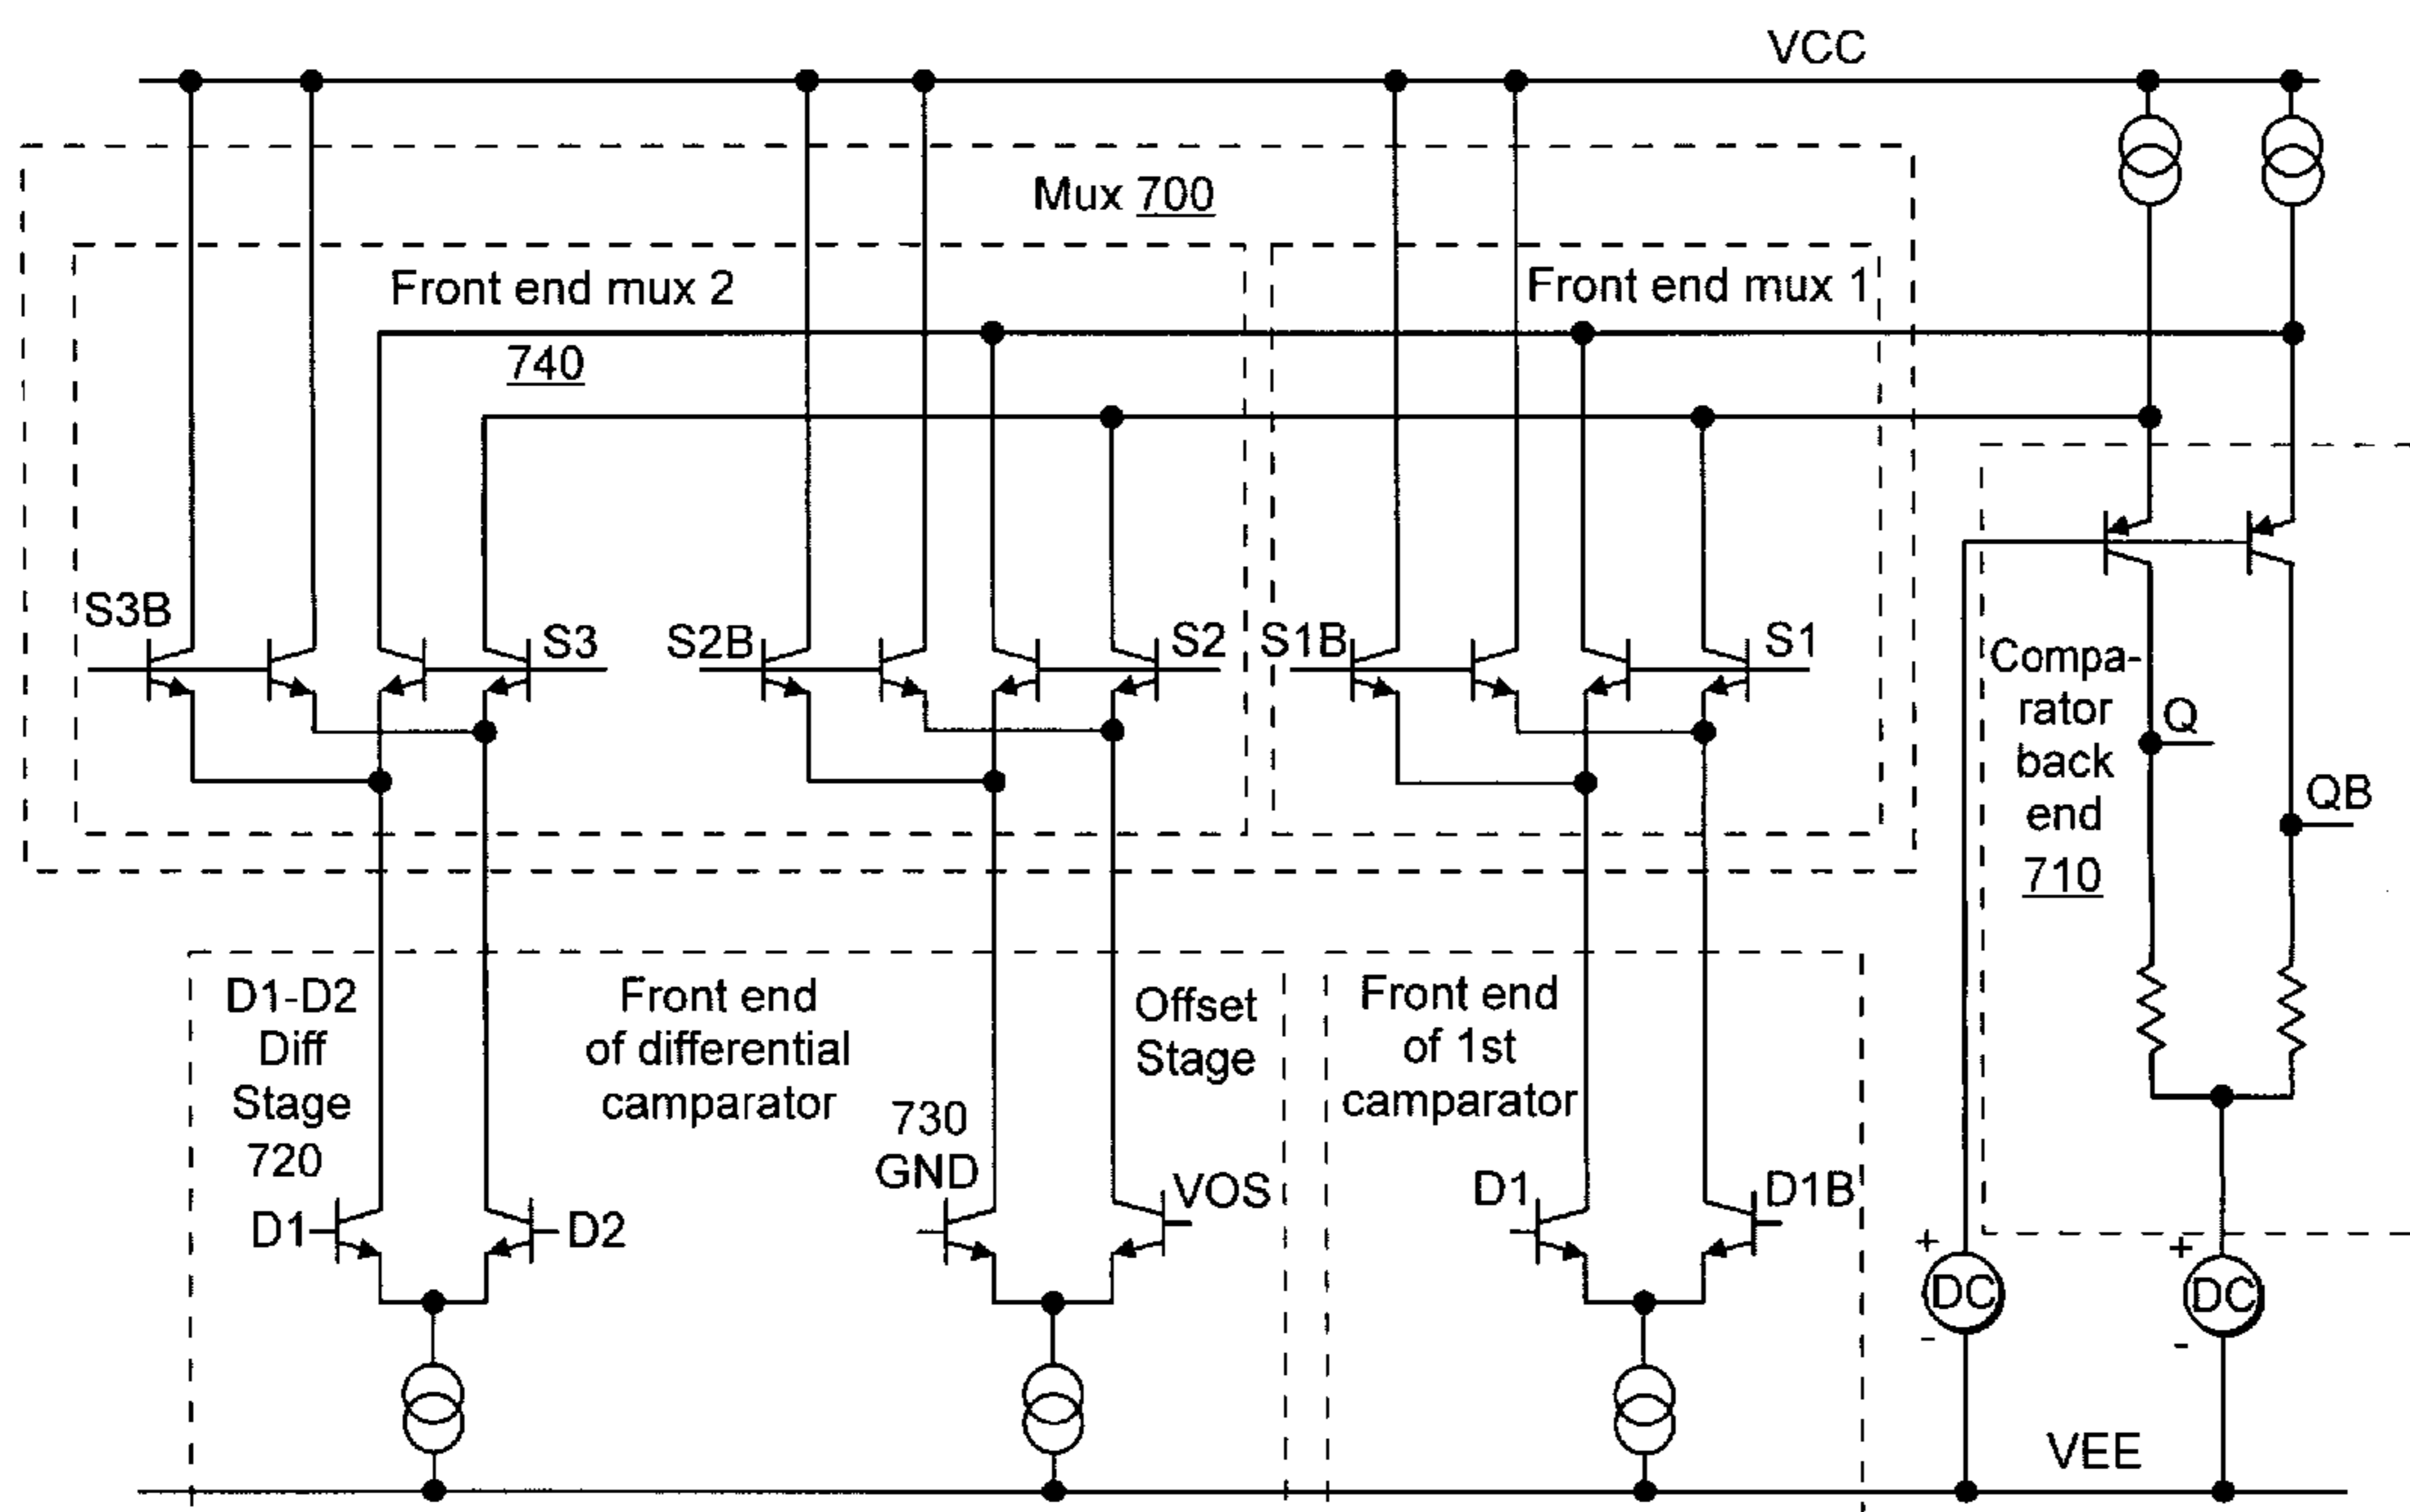 VCC
Mux 700
Front end mux 2
Front end mux 1
740
S3B
S3
S2B
S2
S1B
S1
Compa-
rator
back
end
710
Q
QB
D1-D2
Diff
Stage
720
Front end
of differential
camparator
Offset
Stage
Front end
of 1st
camparator
730
GND
VOS
D1
D2
D1
D1B
+
DC
-
+
DC
-
VEE